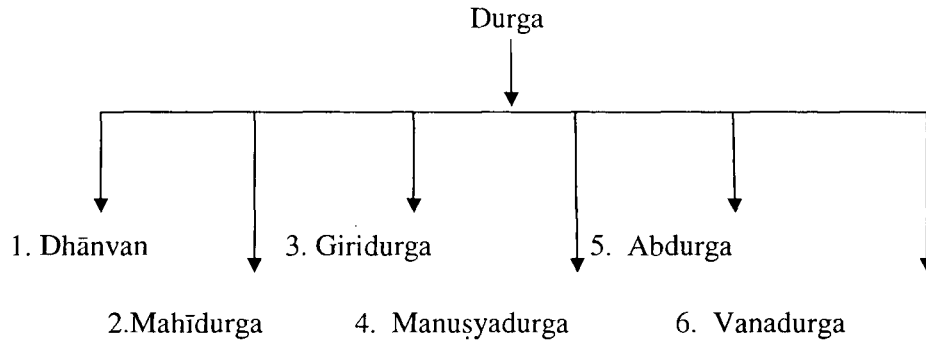 Durga
1. Dhānvan 3. Giridurga 5. Abdurga
2.Mahīdurga 4. Manuṣyadurga 6. Vanadurga